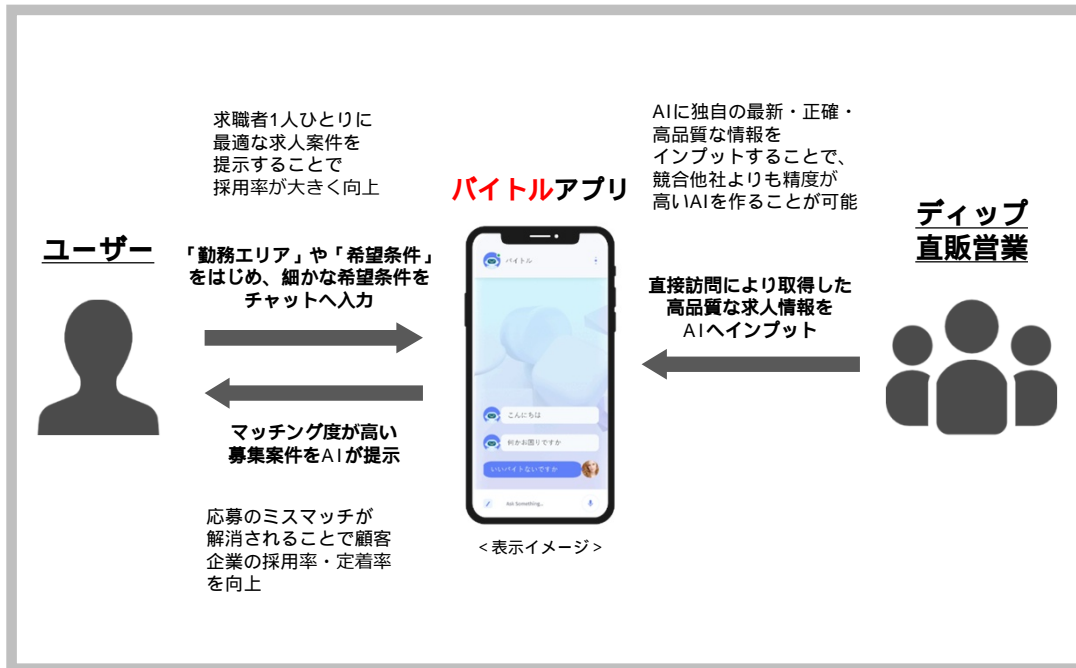 求職者1人ひとりに
最適な求人案件を
提示することで
採用率が大きく向上
AIに独自の最新・正確・
高品質な情報を
インプットすることで、
競合他社よりも精度が
高いAIを作ることが可能
バイトルアプリ
ユーザー
ディップ
直販営業
「勤務エリア」や「希望条件」
をはじめ、細かな希望条件を
チャットへ入力
直接訪問により取得した
高品質な求人情報を
AIへインプット
マッチング度が高い
募集案件をAIが提示
応募のミスマッチが
解消されることで顧客
企業の採用率・定着率
を向上
バイトル
こんにちは
何かお困りですか
いいバイトないですか
Ask Something..
<表示イメージ>